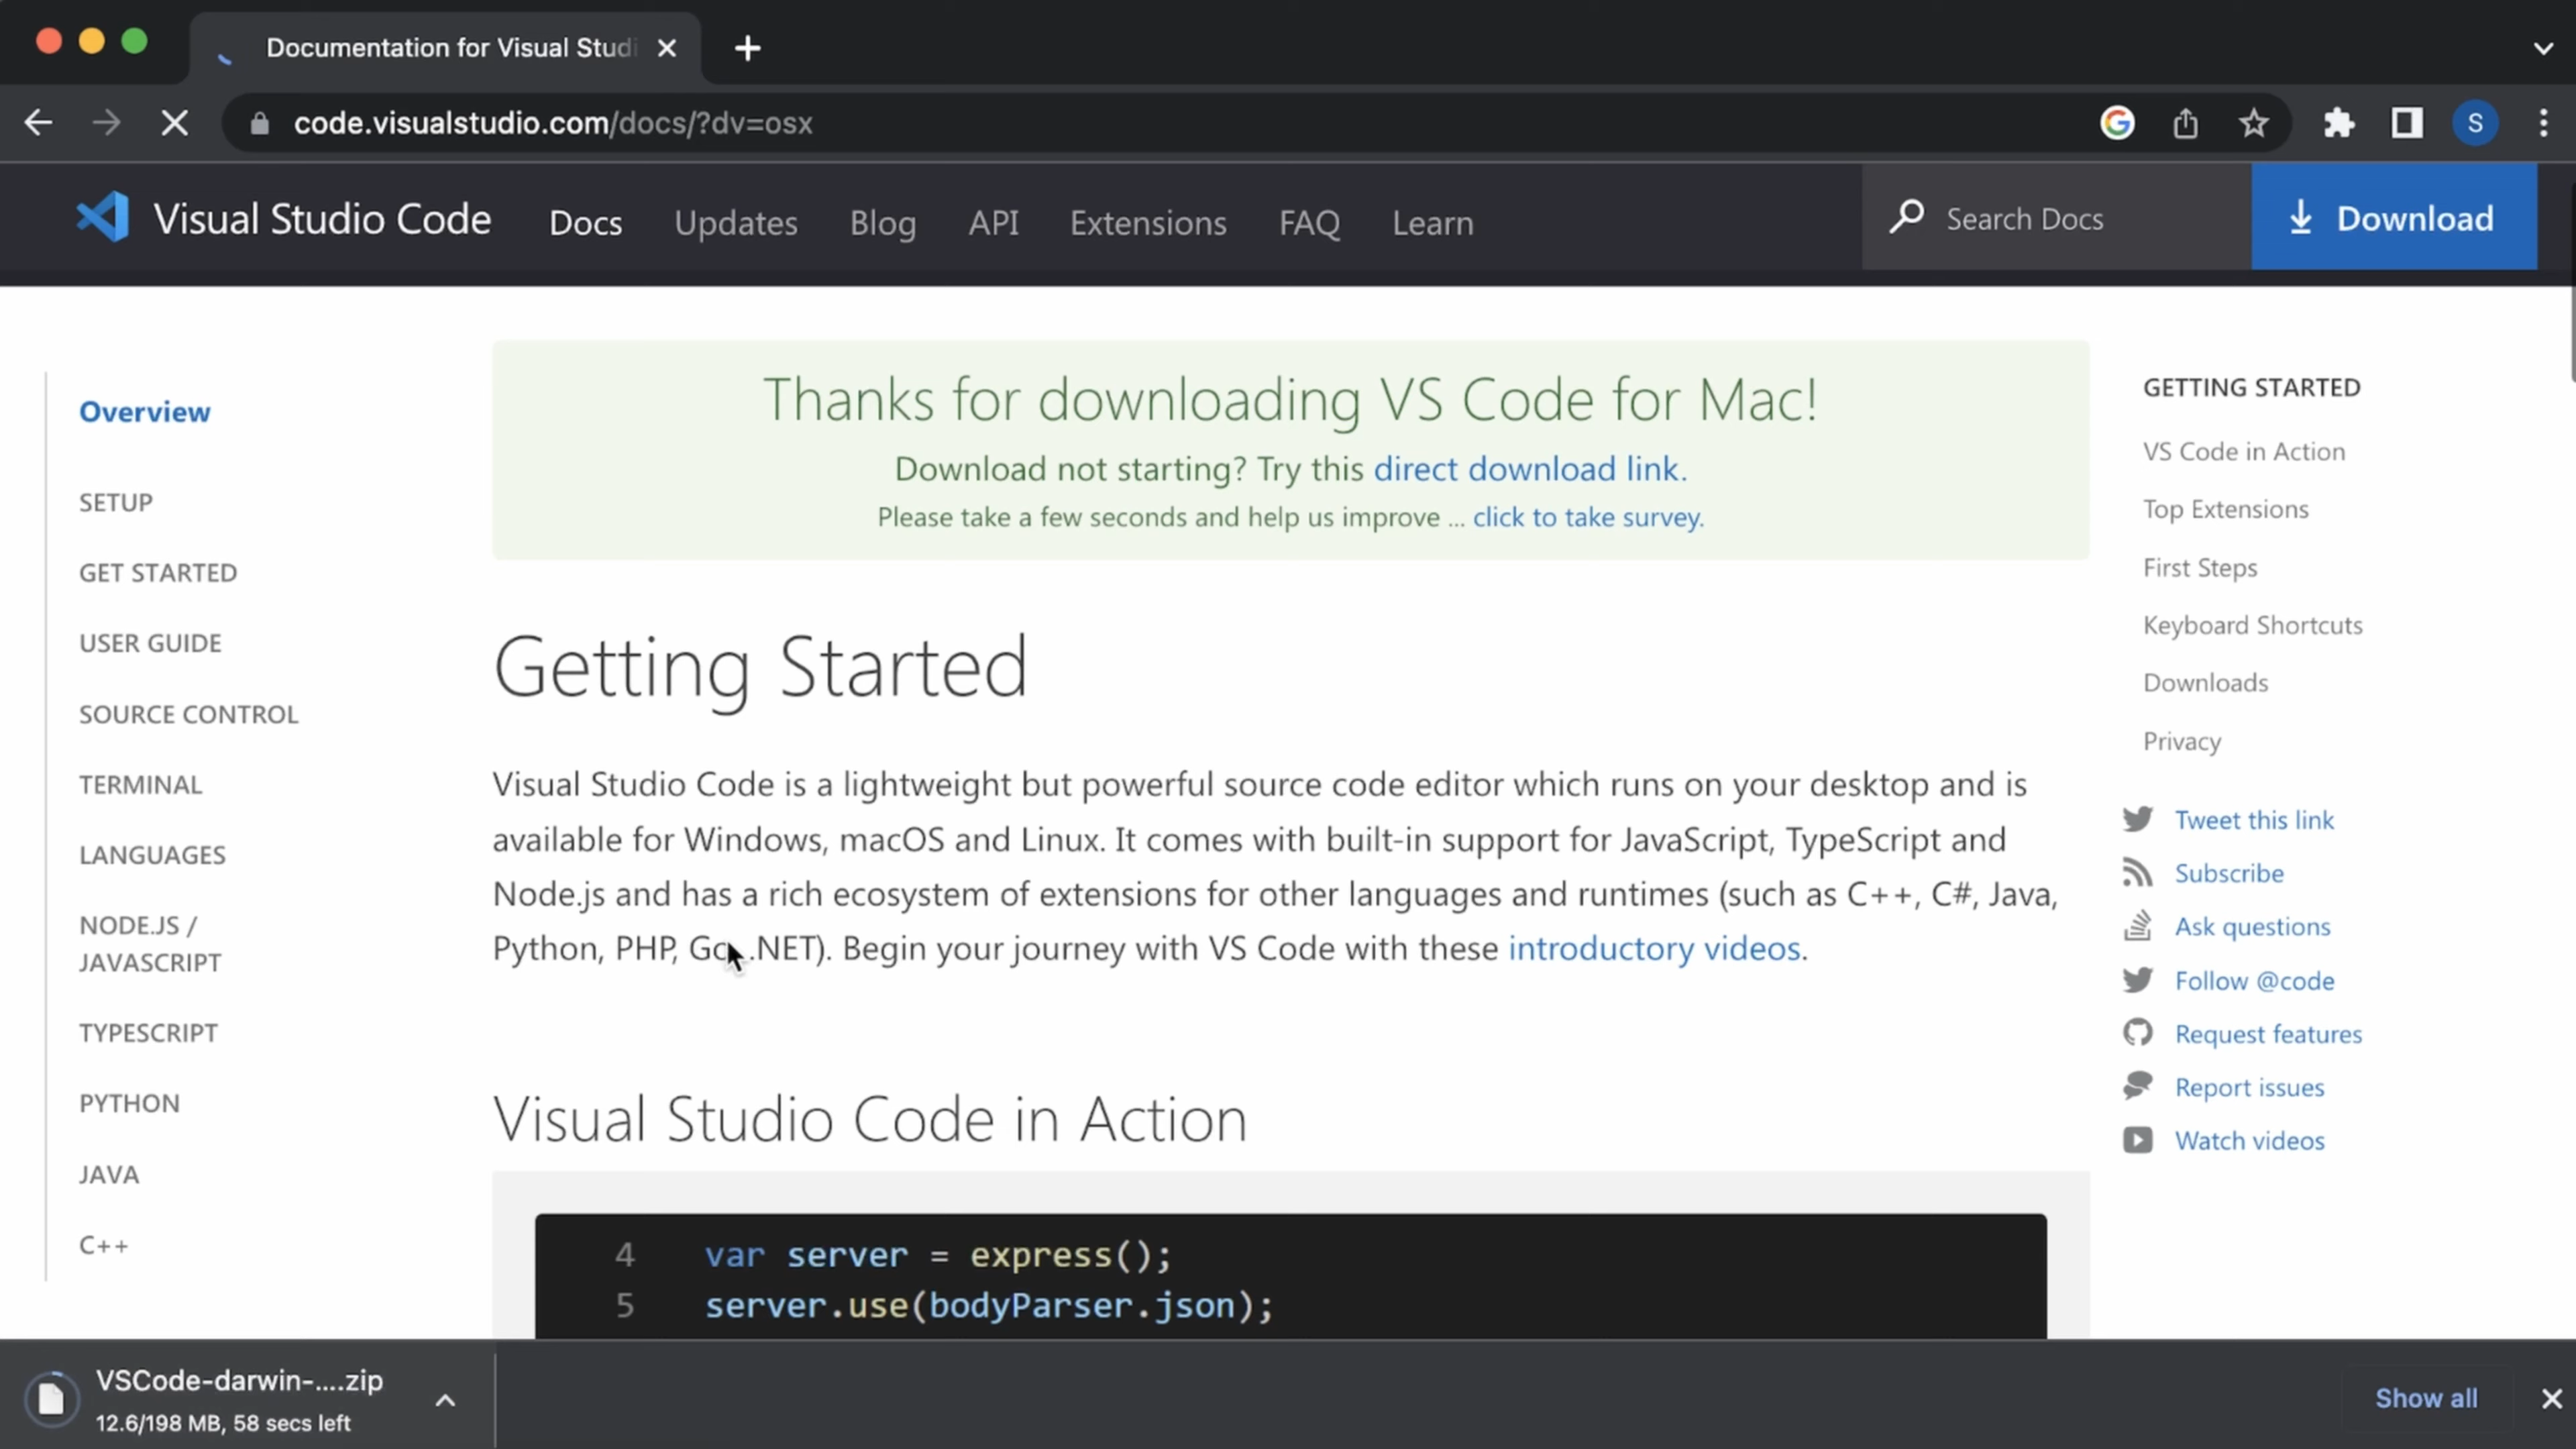 Documentation for Visual Studi
code.visualstudio.com/docs/?dv=osx
S
Visual Studio Code
Docs
Updates
Blog
API
Extensions
FAQ
Learn
Search Docs
Download
Overview
SETUP
GET STARTED
USER GUIDE
SOURCE CONTROL
TERMINAL
LANGUAGES
NODE.JS /
JAVASCRIPT
TYPESCRIPT
PYTHON
JAVA
C++
Thanks for downloading VS Code for Mac!
Download not starting? Try this direct download link.
Please take a few seconds and help us improve ... click to take survey.
Getting Started
Visual Studio Code is a lightweight but powerful source code editor which runs on your desktop and is
available for Windows, macOS and Linux. It comes with built-in support for JavaScript, TypeScript and
Node.js and has a rich ecosystem of extensions for other languages and runtimes (such as C++, C#, Java,
Python, PHP, Go, .NET). Begin your journey with VS Code with these introductory videos.
Visual Studio Code in Action
4 var server = express();
5 server.use(bodyParser.json);
GETTING STARTED
VS Code in Action
Top Extensions
First Steps
Keyboard Shortcuts
Downloads
Privacy
Tweet this link
Subscribe
Ask questions
Follow @code
Request features
Report issues
Watch videos
VSCode-darwin-....zip
12.6/198 MB, 58 secs left
Show all